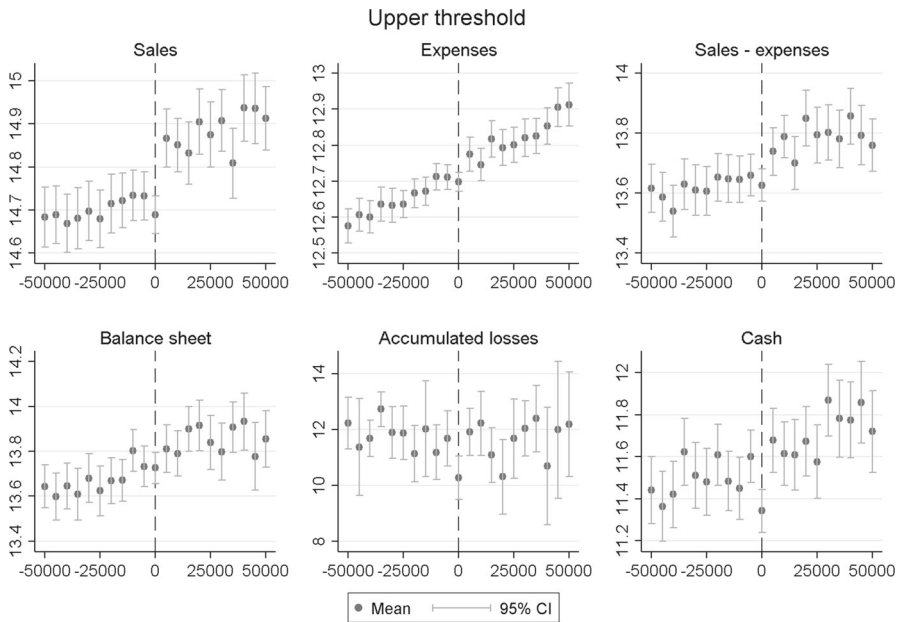 Upper threshold
Sales
15
14.9
14.8
14.7
14.6
-50000 -25000 0 25000 50000
Expenses
13
12.9
12.8
12.7
12.6
12.5
-50000 -25000 0 25000 50000
Sales - expenses
14
13.8
13.6
13.4
-50000 -25000 0 25000 50000
Balance sheet
14.2
14
13.8
13.6
13.4
-50000 -25000 0 25000 50000
Accumulated losses
14
12
10
8
-50000 -25000 0 25000 50000
Cash
12
11.8
11.6
11.4
11.2
-50000 -25000 0 25000 50000
Mean 95% CI